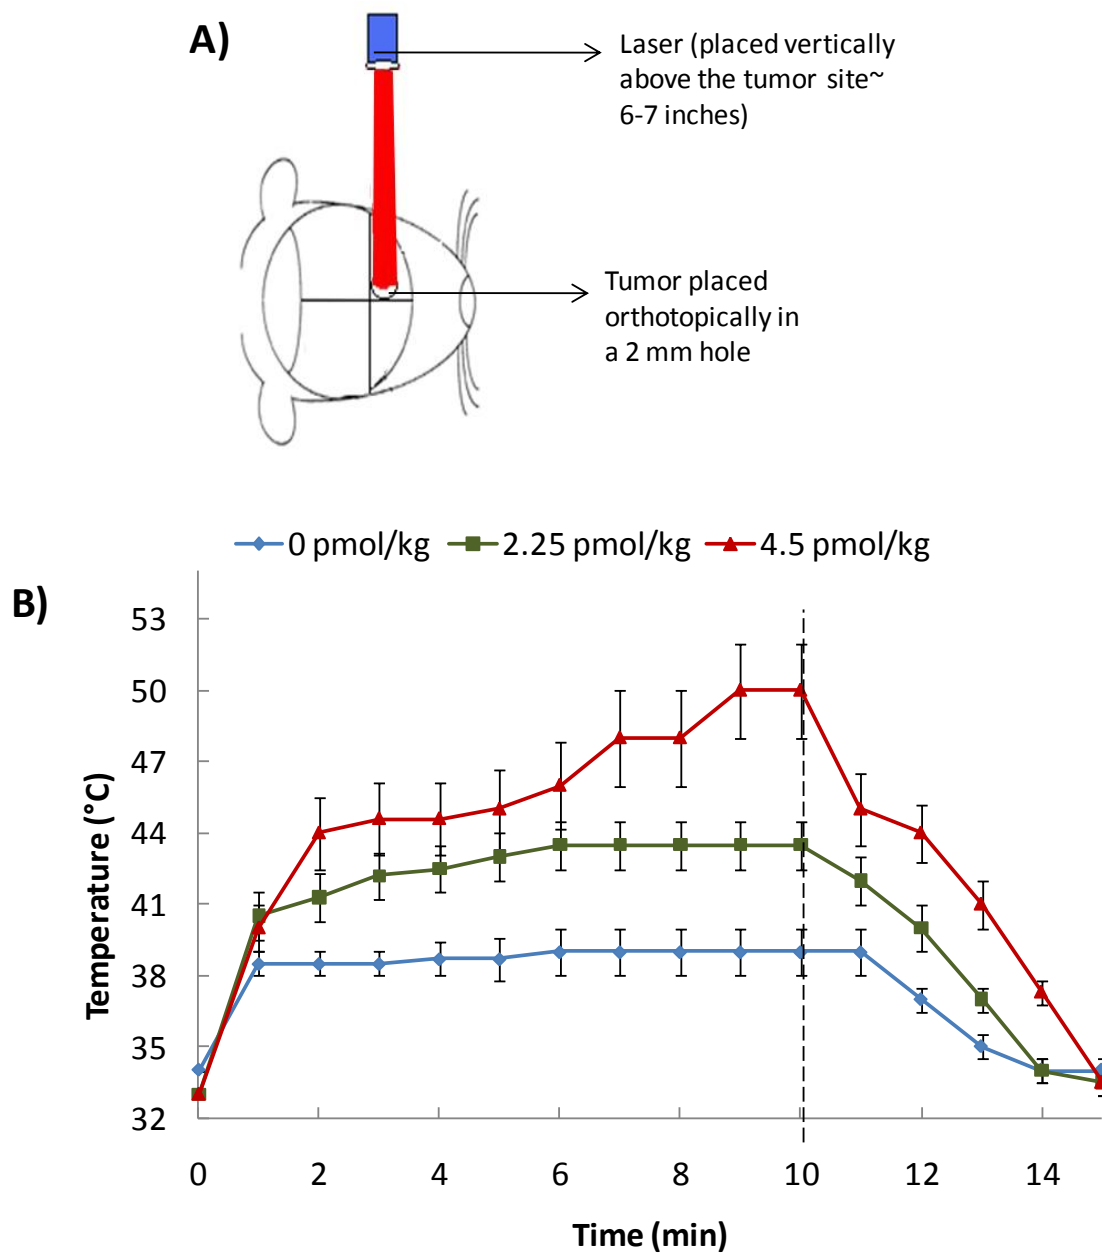 A)
Laser (placed vertically
above the tumor site~
6-7 inches)
Tumor placed
orthotopically in
a 2 mm hole
0 pmol/kg 2.25 pmol/kg 4.5 pmol/kg
B)
53
50
47
44
41
38
35
32
Temperature (°C)
0 2 4 6 8 10 12 14
Time (min)